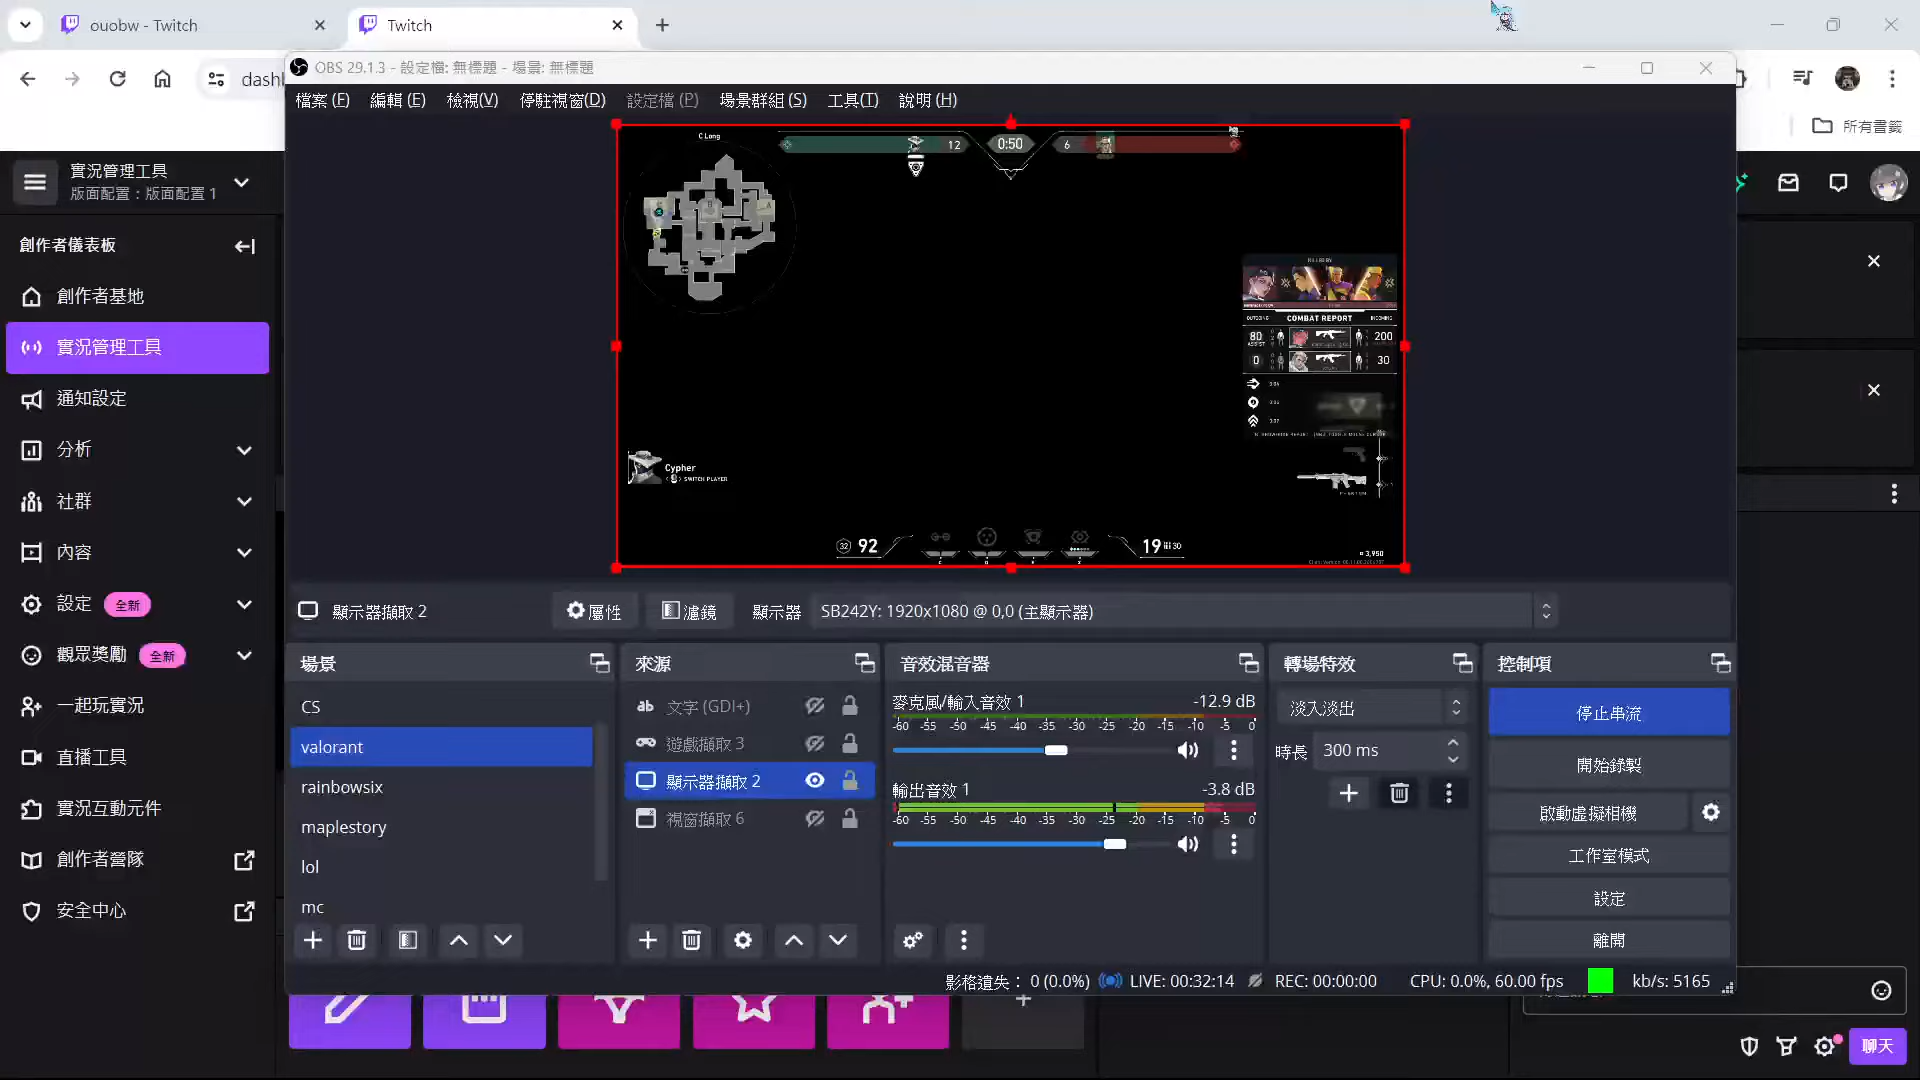 ouobw - Twitch
Twitch
OBS 29.1.3 - 設定檔: 無標題 - 場景: 無標題
所有書籤
檔案 (F) 編輯 (E) 檢視(V) 停駐視窗(D) 設定檔 (P) 場景群組 (S) 工具(T) 說明 (H)
實況管理工具
版面配置：版面配置 1
創作者儀表板
創作者基地
實況管理工具
通知設定
分析
社群
內容
設定 全新
觀眾獎勵 全新
一起玩實況
直播工具
實況互動元件
創作者營隊
安全中心
C Long
12
0:50
6
COMBAT REPORT
80
200
0
30
Cypher
SWITCH PLAYER
32 92
19 30
3,950
顯示器擷取 2
屬性
濾鏡
顯示器
SB242Y: 1920x1080 @ 0,0 (主顯示器)
場景
CS
valorant
rainbowsix
maplestory
lol
mc
來源
ab 文字 (GDI+)
遊戲擷取 3
顯示器擷取 2
視窗擷取 6
音效混音器
麥克風/輸入音效 1 -12.9 dB
-60 -55 -50 -45 -40 -35 -30 -25 -20 -15 -10 -5 0
輸出音效 1 -3.8 dB
-60 -55 -50 -45 -40 -35 -30 -25 -20 -15 -10 -5 0
轉場特效
淡入淡出
時長 300 ms
控制項
停止串流
開始錄製
啟動虛擬相機
工作室模式
設定
離開
影格遺失： 0 (0.0%) LIVE: 00:32:14 REC: 00:00:00 CPU: 0.0%, 60.00 fps kb/s: 5165
聊天